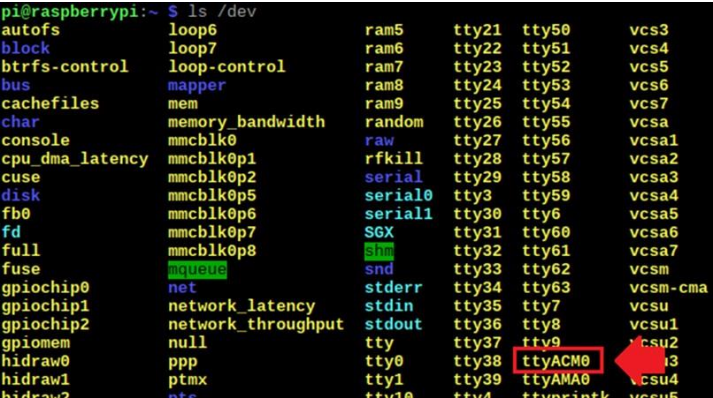 pi@raspberrypi:~ $ ls /dev
autofs loop6 ram5 tty21 tty50 vcs3
block loop7 ram6 tty22 tty51 vcs4
btrfs-control loop-control ram7 tty23 tty52 vcs5
bus mapper ram8 tty24 tty53 vcs6
cachefiles mem ram9 tty25 tty54 vcs7
char memory_bandwidth random tty26 tty55 vcsa
console mmcblk0 raw tty27 tty56 vcsa1
cpu_dma_latency mmcblk0p1 rfkill tty28 tty57 vcsa2
cuse mmcblk0p2 serial tty29 tty58 vcsa3
disk mmcblk0p5 serial0 tty3 tty59 vcsa4
fb0 mmcblk0p6 serial1 tty30 tty6 vcsa5
fd mmcblk0p7 SGX tty31 tty60 vcsa6
full mmcblk0p8 shm tty32 tty61 vcsa7
fuse mqueue snd tty33 tty62 vcsm
gpiochip0 net stderr tty34 tty63 vcsm-cma
gpiochip1 network_latency stdin tty35 tty7 vcsu
gpiochip2 network_throughput stdout tty36 tty8 vcsu1
gpiomem null tty tty37 tty9 vcsu2
hidraw0 ppp tty0 tty38 ttyACM0
hidraw1 ptmx tty1 tty39 ttyAMA0 vcsu4
hidraw2 pts tty10 tty4 ttyprintk vcsu5